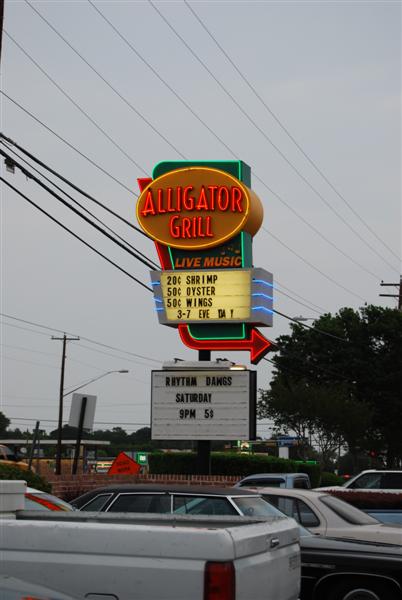 ALLIGATOR
GRILL
LIVE MUSIC
20¢ SHRIMP
50¢ OYSTER
50¢ WINGS
3-7 EVE DAY
RHYTHM DAWGS
SATURDAY
9PM 5$